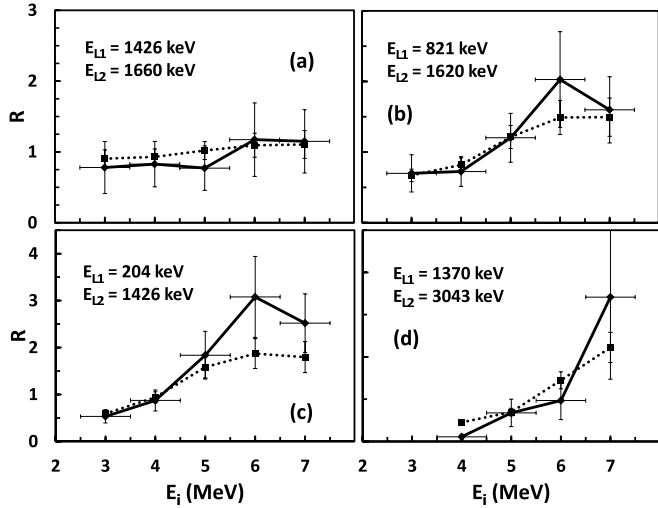 3
2
1
0
R
E_L1 = 1426 keV
E_L2 = 1660 keV
(a)
E_L1 = 821 keV
E_L2 = 1620 keV
(b)
4
3
2
1
0
R
E_L1 = 204 keV
E_L2 = 1426 keV
(c)
E_L1 = 1370 keV
E_L2 = 3043 keV
(d)
2 3 4 5 6 7
2 3 4 5 6 7
E_i (MeV)
E_i (MeV)